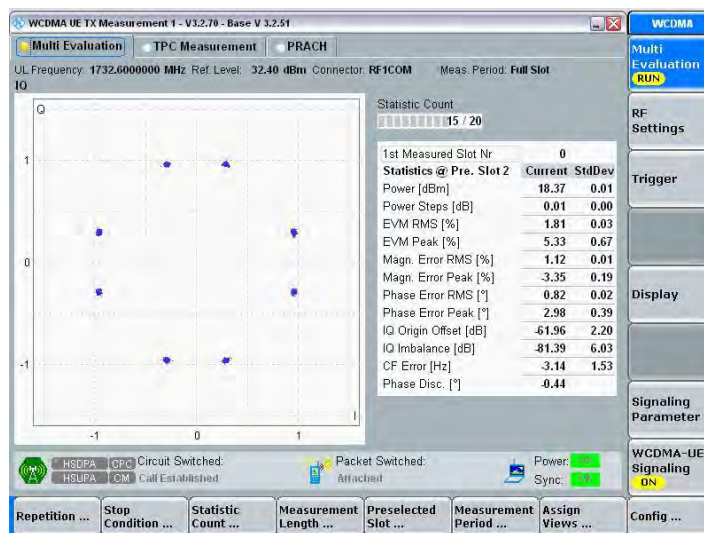 WCDMA UE TX Measurement 1 - V3.2.70 - Base V 3.2.51
WCDMA
Multi Evaluation
TPC Measurement
PRACH
UL Frequency: 1732.6000000 MHz Ref. Level: 32.40 dBm Connector: RF1COM Meas. Period: Full Slot
IQ
Q
1
0
-1
-1 0 1
I
Statistic Count
15 / 20
1st Measured Slot Nr 0
Statistics @ Pre. Slot 2 Current StdDev
Power [dBm] 18.37 0.01
Power Steps [dB] 0.01 0.00
EVM RMS [%] 1.81 0.03
EVM Peak [%] 5.33 0.67
Magn. Error RMS [%] 1.12 0.01
Magn. Error Peak [%] -3.35 0.19
Phase Error RMS [°] 0.82 0.02
Phase Error Peak [°] 2.98 0.39
IQ Origin Offset [dB] -61.96 2.20
IQ Imbalance [dB] -81.39 6.03
CF Error [Hz] -3.14 1.53
Phase Disc. [°] -0.44
Multi
Evaluation
RUN
RF
Settings
Trigger
Display
Signaling
Parameter
WCDMA-UE
Signaling
ON
Config ...
HSDPA CPC Circuit Switched: Packet Switched: Power:
HSUPA CM Call Established Attached Sync:
Repetition ...
Stop
Condition ...
Statistic
Count ...
Measurement
Length ...
Preselected
Slot ...
Measurement
Period ...
Assign
Views ...